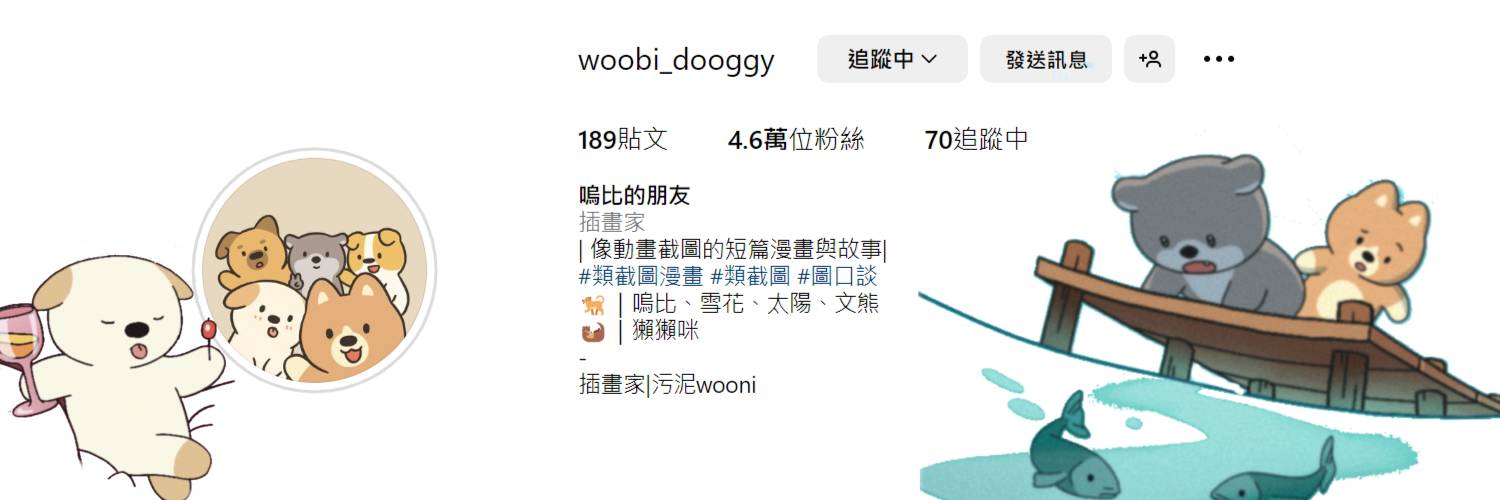 woobi_dooggy 追蹤中 發送訊息
189貼文 4.6萬位粉絲 70追蹤中
嗚比的朋友
插畫家
| 像動畫截圖的短篇漫畫與故事|
#類截圖漫畫 #類截圖 #圖口談
🐕 | 嗚比、雪花、太陽、文熊
🦦 | 獺獺咪
-
插畫家|污泥wooni